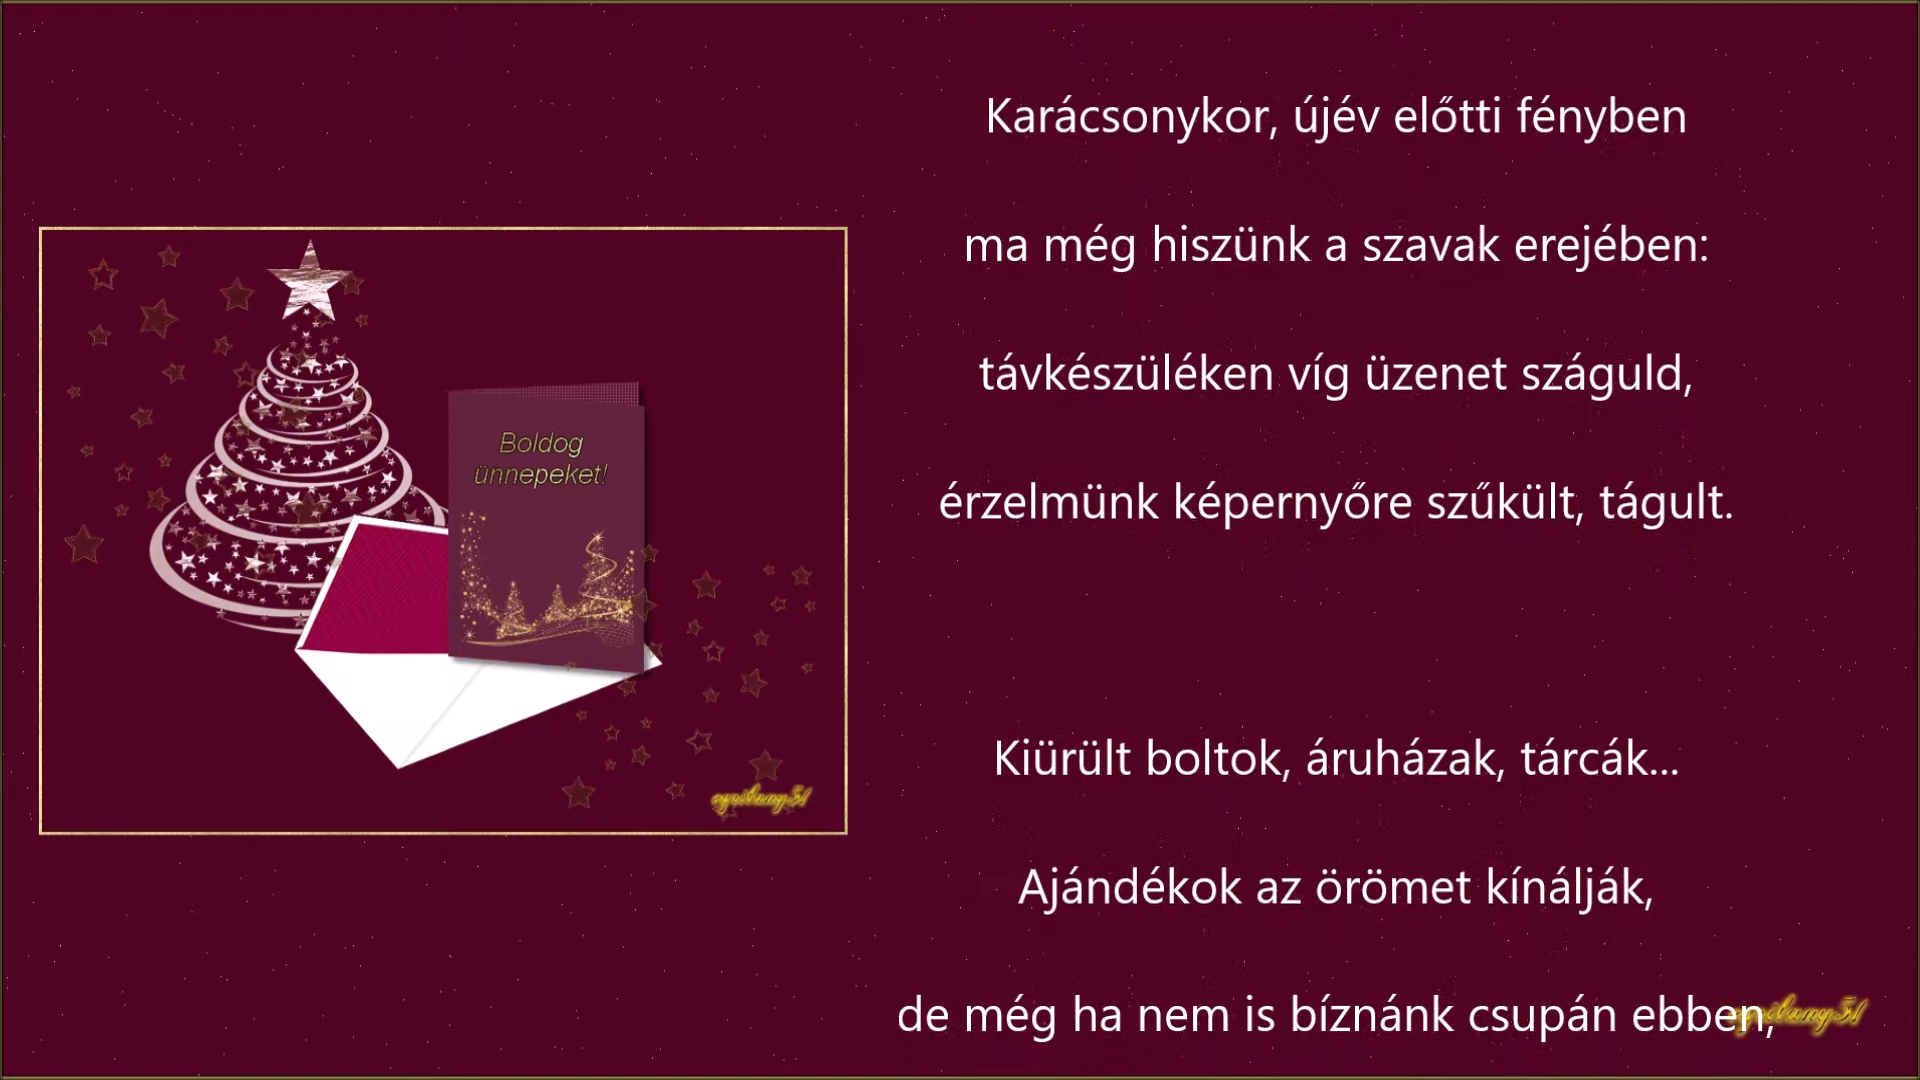 Karácsonykor, újév előtti fényben
ma még hiszünk a szavak erejében:
távkészüléken víg üzenet száguld,
érzelmünk képernyőre szűkült, tágult.
Kiürült boltok, áruházak, tárcák...
Ajándékok az örömet kínálják,
de még ha nem is bíznánk csupán ebben,
Boldog
ünnepeket!